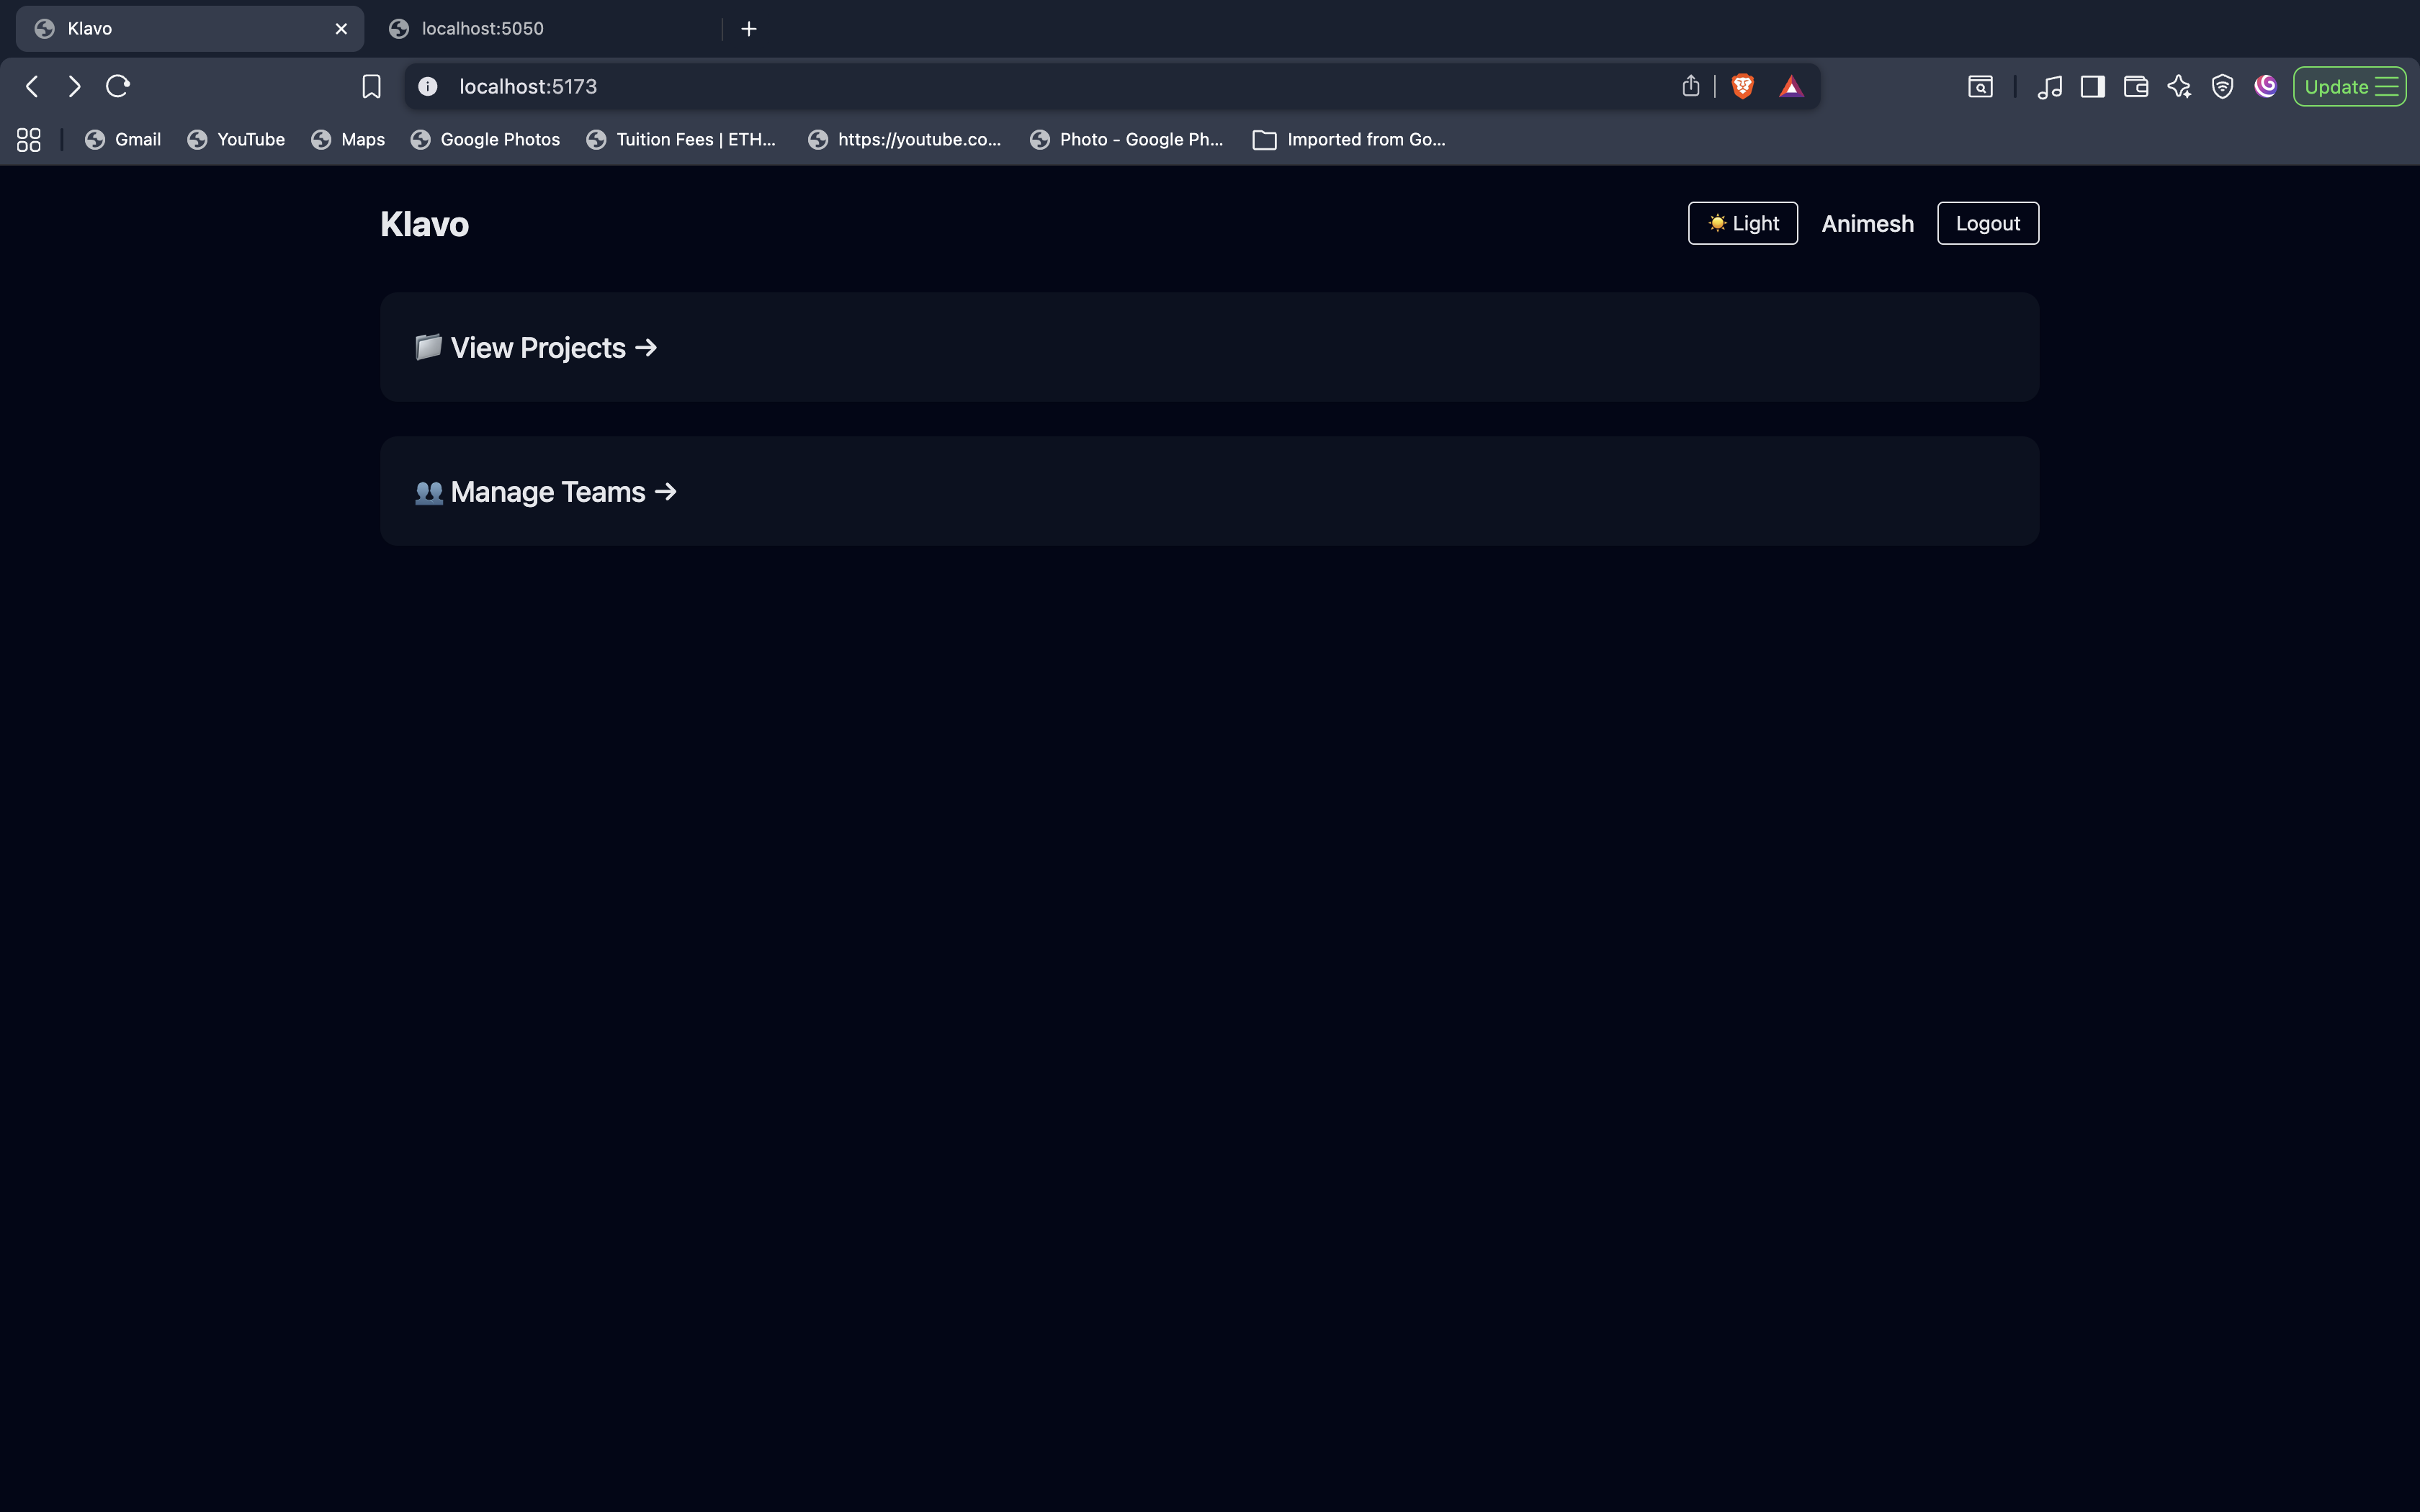 Klavo
localhost:5050
localhost:5173
Update
Gmail
YouTube
Maps
Google Photos
Tuition Fees | ETH...
https://youtube.co...
Photo - Google Ph...
Imported from Go...
Klavo
Light
Animesh
Logout
View Projects →
Manage Teams →